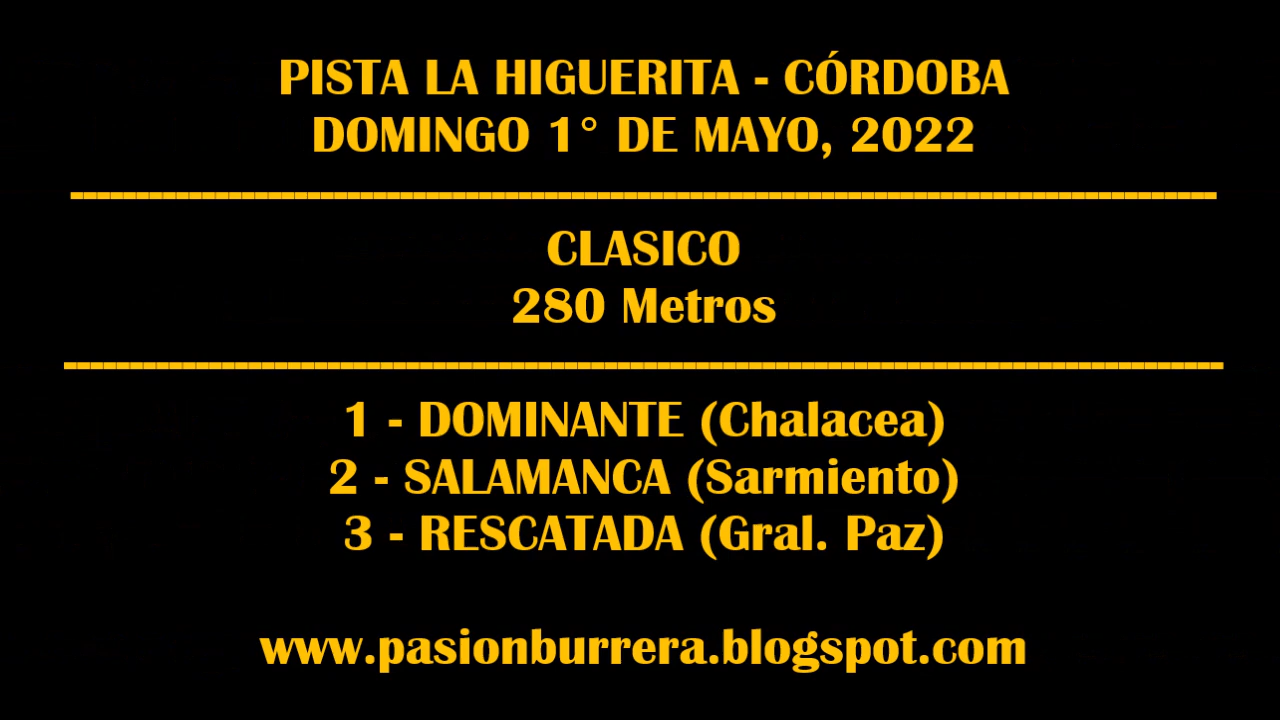 PISTA LA HIGUERITA - CÓRDOBA
DOMINGO 1° DE MAYO, 2022
CLASICO
280 Metros
1 - DOMINANTE (Chalacea)
2 - SALAMANCA (Sarmiento)
3 - RESCATADA (Gral. Paz)
www.pasionburrera.blogspot.com